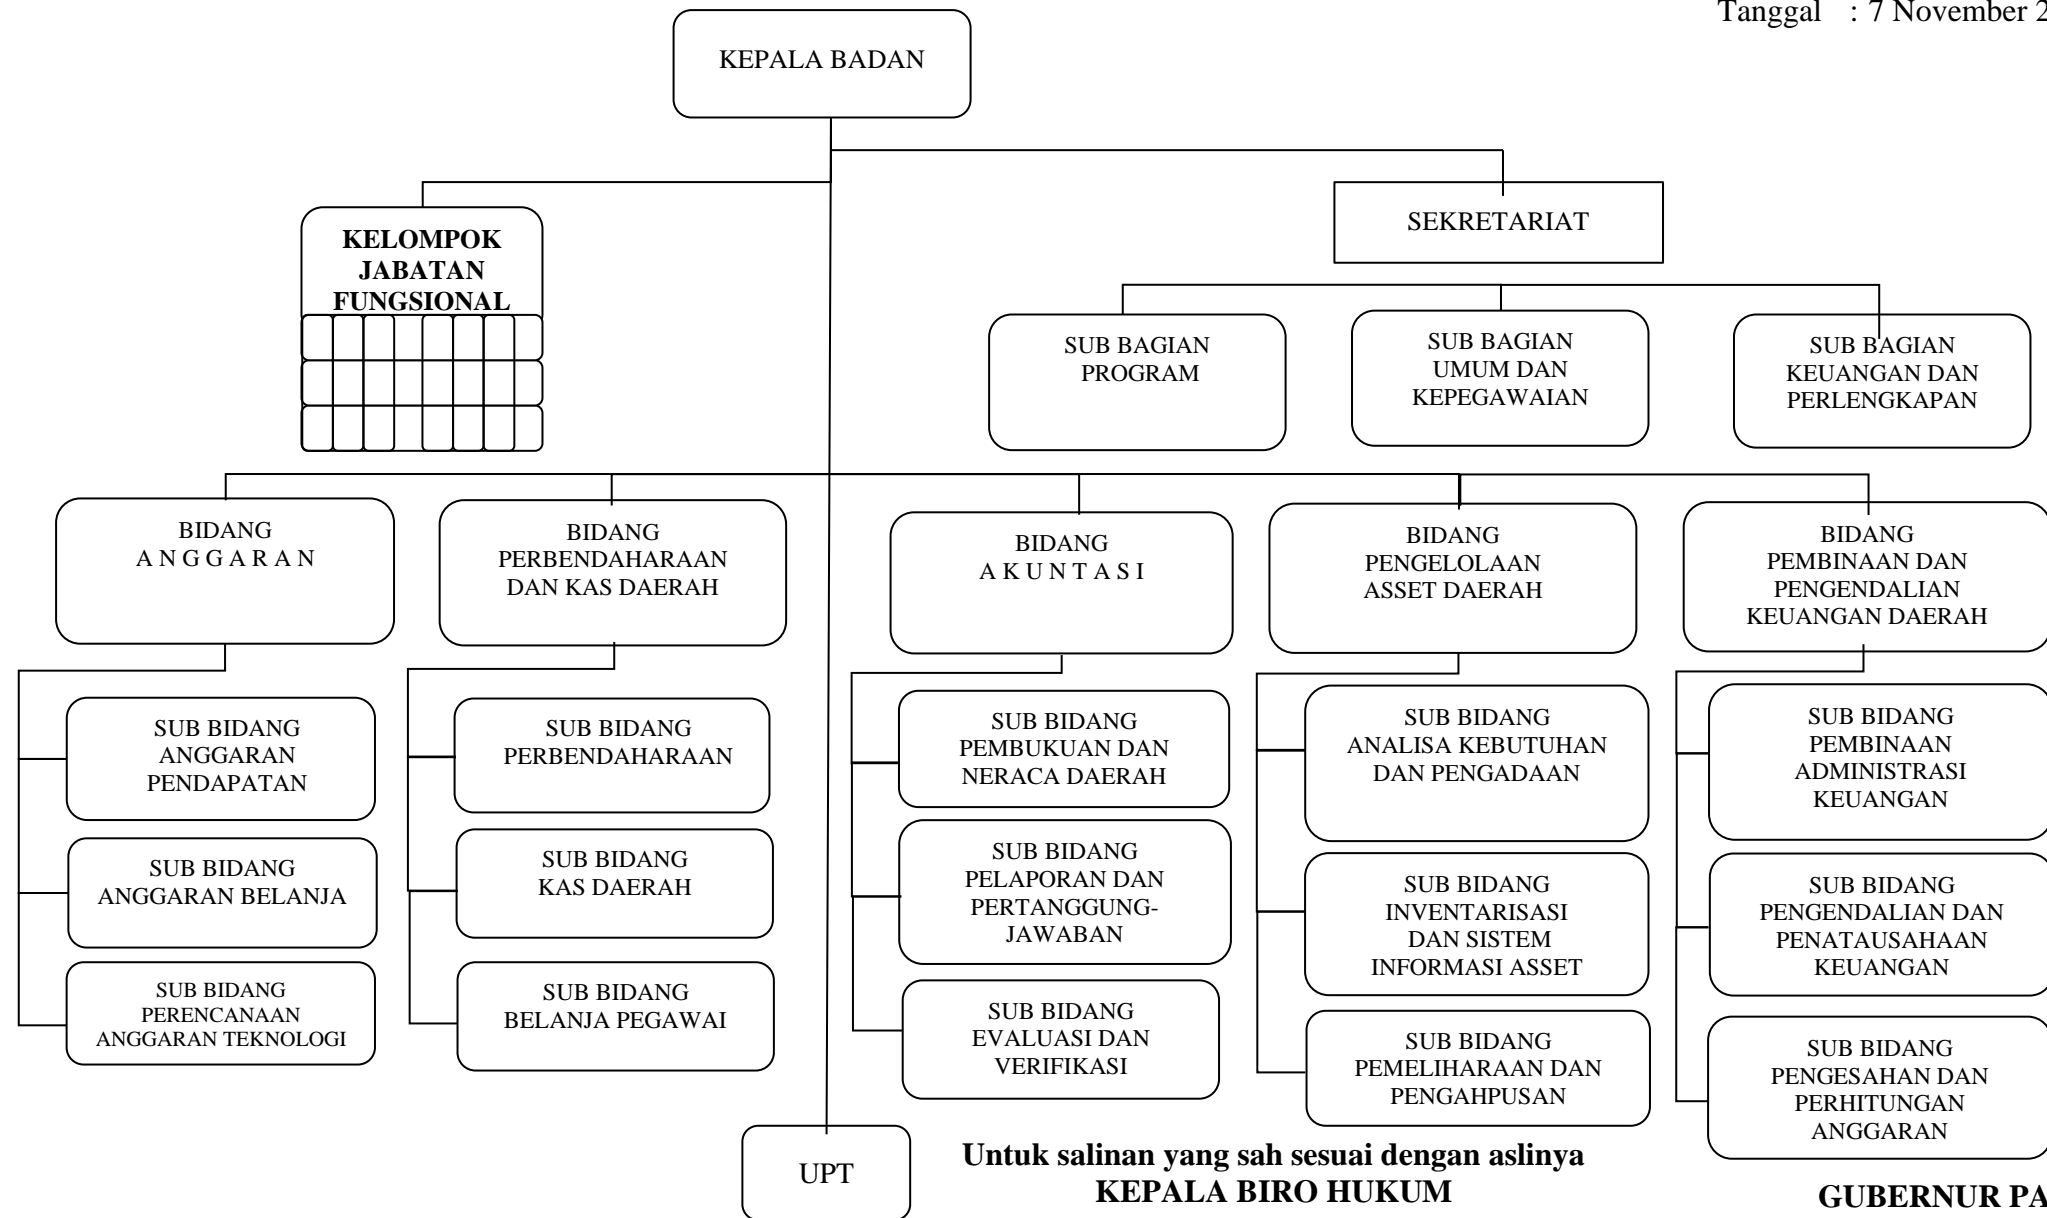 Tanggal : 7 November 2
KEPALA BADAN
SEKRETARIAT
KELOMPOK
JABATAN
FUNGSIONAL
SUB BAGIAN
PROGRAM
SUB BAGIAN
UMUM DAN
KEPEGAWAIAN
SUB BAGIAN
KEUANGAN DAN
PERLENGKAPAN
BIDANG
A N G G A R A N
BIDANG
PERBENDAHARAAN
DAN KAS DAERAH
BIDANG
A K U N T A S I
BIDANG
PENGELOLAAN
ASSET DAERAH
BIDANG
PEMBINAAN DAN
PENGENDALIAN
KEUANGAN DAERAH
SUB BIDANG
ANGGARAN
PENDAPATAN
SUB BIDANG
PERBENDAHARAAN
SUB BIDANG
PEMBUKUAN DAN
NERACA DAERAH
SUB BIDANG
ANALISA KEBUTUHAN
DAN PENGADAAN
SUB BIDANG
PEMBINAAN
ADMINISTRASI
KEUANGAN
SUB BIDANG
ANGGARAN BELANJA
SUB BIDANG
KAS DAERAH
SUB BIDANG
PELAPORAN DAN
PERTANGGUNG-
JAWABAN
SUB BIDANG
INVENTARISASI
DAN SISTEM
INFORMASI ASSET
SUB BIDANG
PENGENDALIAN DAN
PENATAUSAHAAN
KEUANGAN
SUB BIDANG
PERENCANAAN
ANGGARAN TEKNOLOGI
SUB BIDANG
BELANJA PEGAWAI
SUB BIDANG
EVALUASI DAN
VERIFIKASI
SUB BIDANG
PEMELIHARAAN DAN
PENGAHPUSAN
SUB BIDANG
PENGESAHAN DAN
PERHITUNGAN
ANGGARAN
UPT
Untuk salinan yang sah sesuai dengan aslinya
KEPALA BIRO HUKUM
GUBERNUR PA